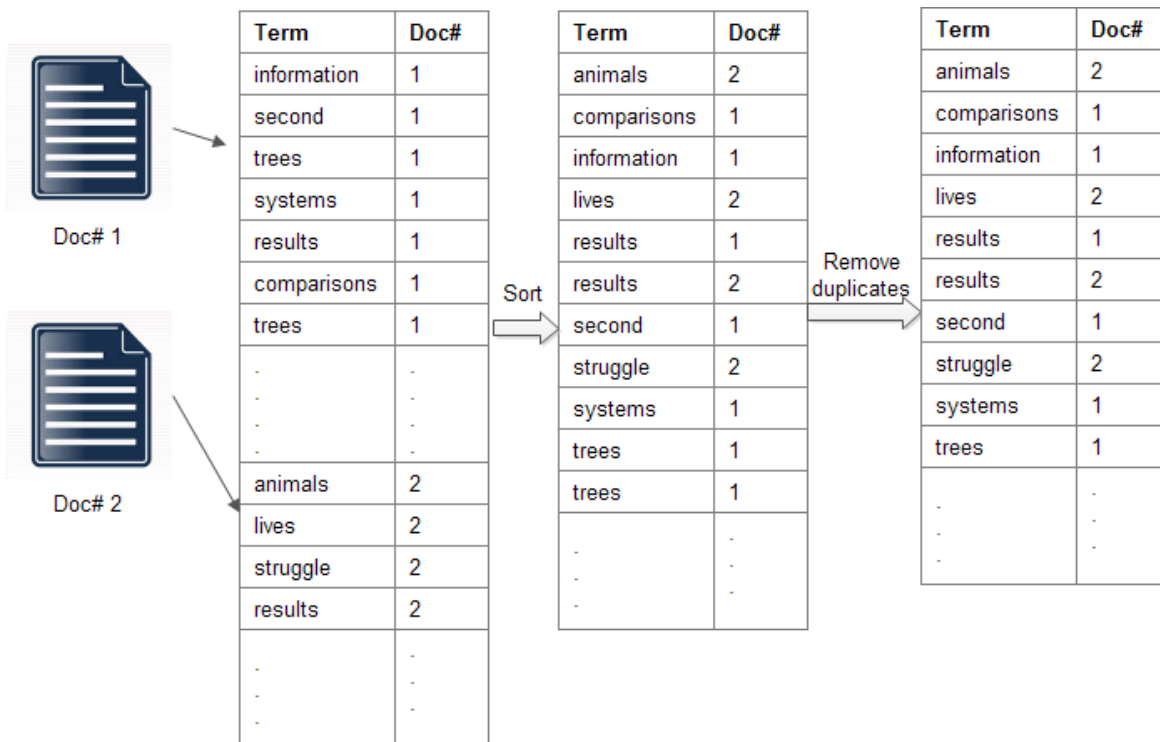 Doc# 1
Doc# 2
Term Doc#
information 1
second 1
trees 1
systems 1
results 1
comparisons 1
trees 1
. .
. .
. .
. .
animals 2
lives 2
struggle 2
results 2
. .
. .
. .
Sort
Term Doc#
animals 2
comparisons 1
information 1
lives 2
results 1
results 2
second 1
struggle 2
systems 1
trees 1
trees 1
. .
. .
. .
Remove
duplicates
Term Doc#
animals 2
comparisons 1
information 1
lives 2
results 1
results 2
second 1
struggle 2
systems 1
trees 1
. .
. .
. .